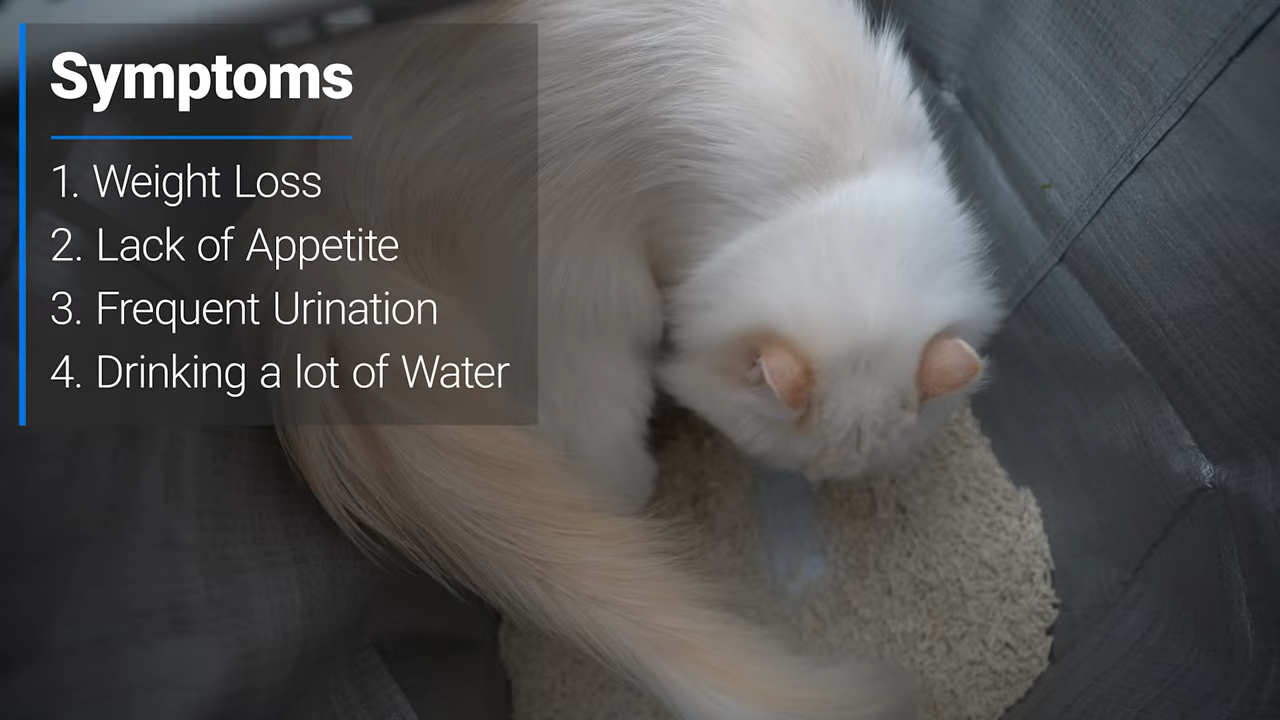 Symptoms
1. Weight Loss
2. Lack of Appetite
3. Frequent Urination
4. Drinking a lot of Water